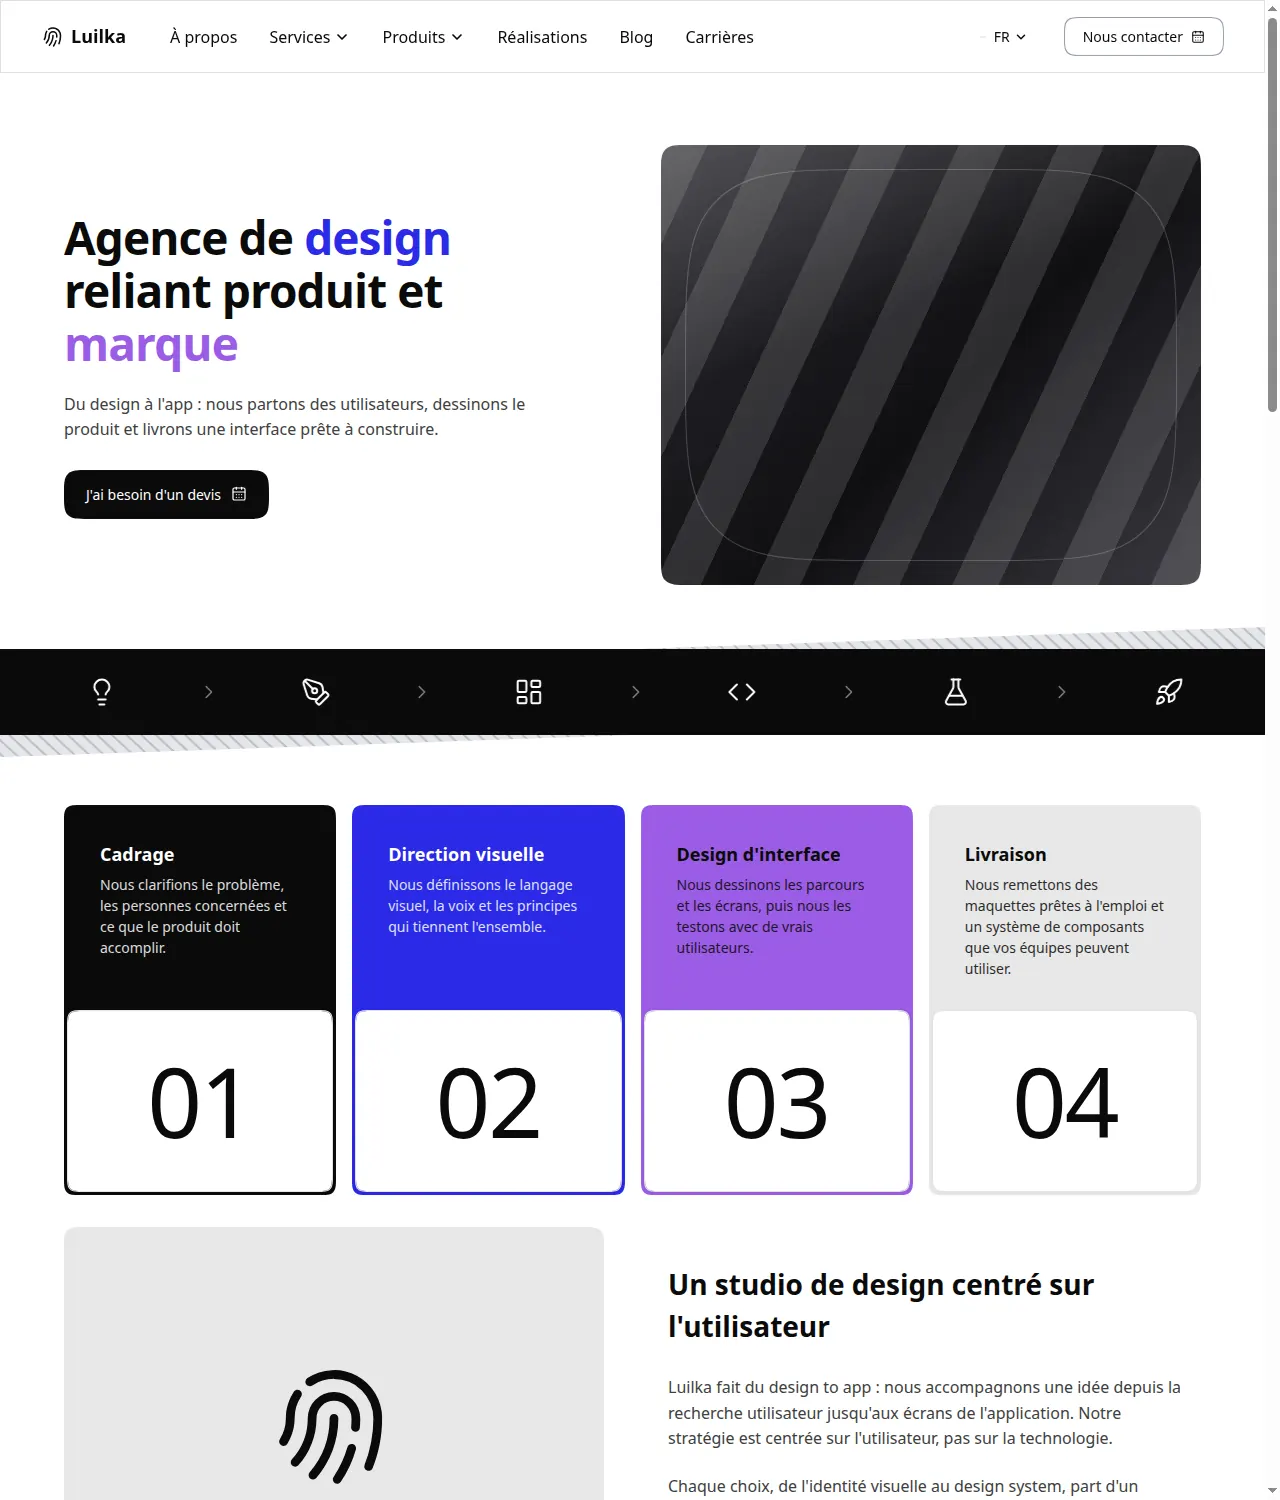 Luilka
À propos
Services
Produits
Réalisations
Blog
Carrières
FR
Nous contacter
Agence de design
reliant produit et
marque
Du design à l'app : nous partons des utilisateurs, dessinons le
produit et livrons une interface prête à construire.
J'ai besoin d'un devis
Cadrage
Nous clarifions le problème,
les personnes concernées et
ce que le produit doit
accomplir.
01
Direction visuelle
Nous définissons le langage
visuel, la voix et les principes
qui tiennent l'ensemble.
02
Design d'interface
Nous dessinons les parcours
et les écrans, puis nous les
testons avec de vrais
utilisateurs.
03
Livraison
Nous remettons des
maquettes prêtes à l'emploi et
un système de composants
que vos équipes peuvent
utiliser.
04
Un studio de design centré sur
l'utilisateur
Luilka fait du design to app : nous accompagnons une idée depuis la
recherche utilisateur jusqu'aux écrans de l'application. Notre
stratégie est centrée sur l'utilisateur, pas sur la technologie.
Chaque choix, de l'identité visuelle au design system, part d'un